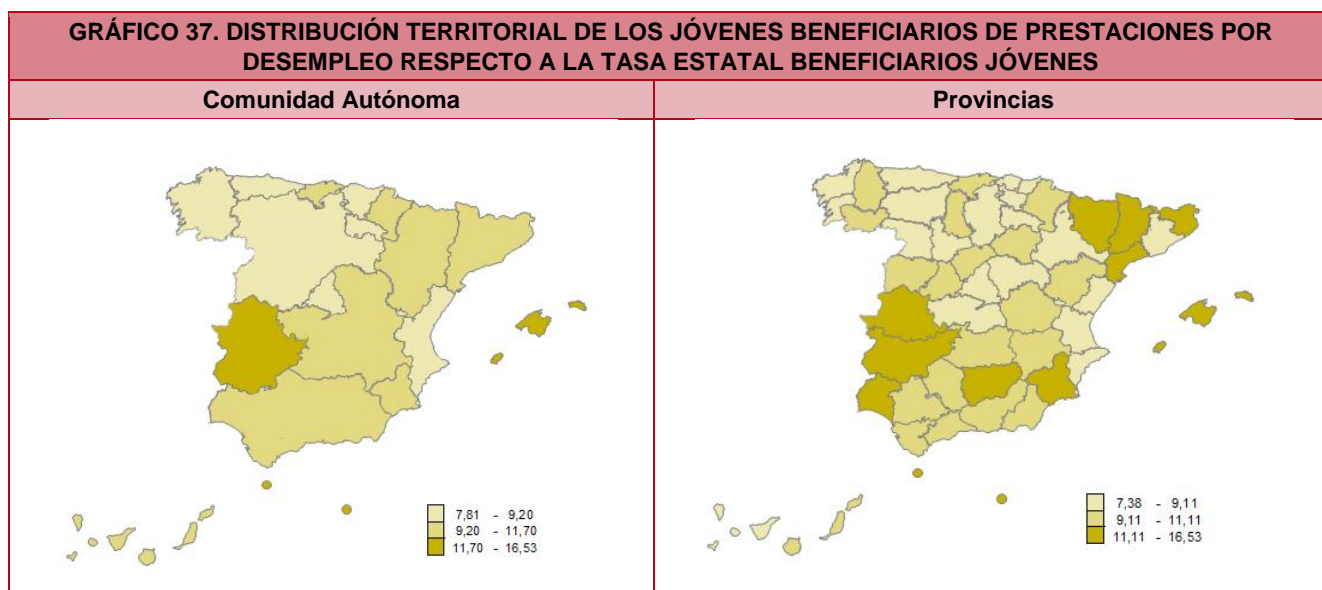 GRÁFICO 37. DISTRIBUCIÓN TERRITORIAL DE LOS JÓVENES BENEFICIARIOS DE PRESTACIONES POR
DESEMPLEO RESPECTO A LA TASA ESTATAL BENEFICIARIOS JÓVENES
Comunidad Autónoma
Provincias
7,81 - 9,20
9,20 - 11,70
11,70 - 16,53
7,38 - 9,11
9,11 - 11,11
11,11 - 16,53